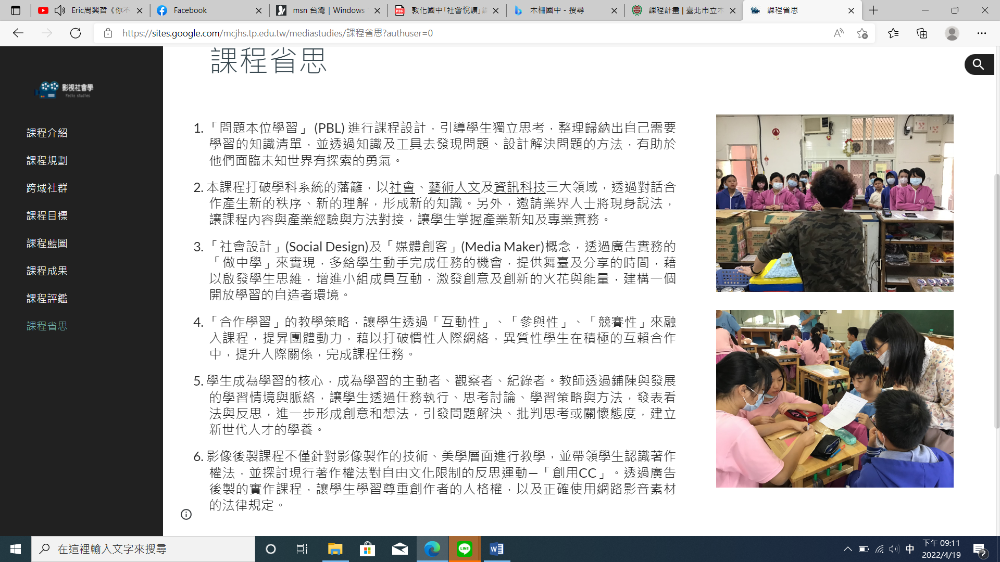 Eric周興哲《你不
Facebook
msn 台灣 | Windows
敦化國中「社會悅讀」課
木柵國中 - 搜尋
課程計畫 | 臺北市立木
課程省思
https://sites.google.com/mcjhs.tp.edu.tw/mediastudies/課程省思?authuser=0
課程省思
影視社會學
課程介紹
課程規劃
跨域社群
課程目標
課程藍圖
課程成果
課程評鑑
課程省思
1. 「問題本位學習」 (PBL) 進行課程設計，引導學生獨立思考，整理歸納出自己需要
學習的知識清單，並透過知識及工具去發現問題、設計解決問題的方法，有助於
他們面臨未知世界有探索的勇氣。
2. 本課程打破學科系統的藩籬，以社會、藝術人文及資訊科技三大領域，透過對話合
作產生新的秩序、新的理解，形成新的知識。另外，邀請業界人士將現身說法，
讓課程內容與產業經驗與方法對接，讓學生掌握產業新知及專業實務。
3. 「社會設計」(Social Design)及「媒體創客」(Media Maker)概念，透過廣告實務的
「做中學」來實現，多給學生動手完成任務的機會，提供舞臺及分享的時間，藉
以啟發學生思維，增進小組成員互動，激發創意及創新的火花與能量，建構一個
開放學習的自造者環境。
4. 「合作學習」的教學策略，讓學生透過「互動性」、「參與性」、「競賽性」來融
入課程，提昇團體動力，藉以打破慣性人際網絡，異質性學生在積極的互賴合作
中，提升人際關係，完成課程任務。
5. 學生成為學習的核心，成為學習的主動者、觀察者、紀錄者。教師透過鋪陳與發展
的學習情境與脈絡，讓學生透過任務執行、思考討論、學習策略與方法，發表看
法與反思，進一步形成創意和想法，引發問題解決、批判思考或關懷態度，建立
新世代人才的學養。
6. 影像後製課程不僅針對影像製作的技術、美學層面進行教學，並帶領學生認識著作
權法，並探討現行著作權法對自由文化限制的反思運動—「創用CC」。透過廣告
後製的實作課程，讓學生學習尊重創作者的人格權，以及正確使用網路影音素材
的法律規定。
在這裡輸入文字來搜尋
中
下午 09:11
2022/4/19
2